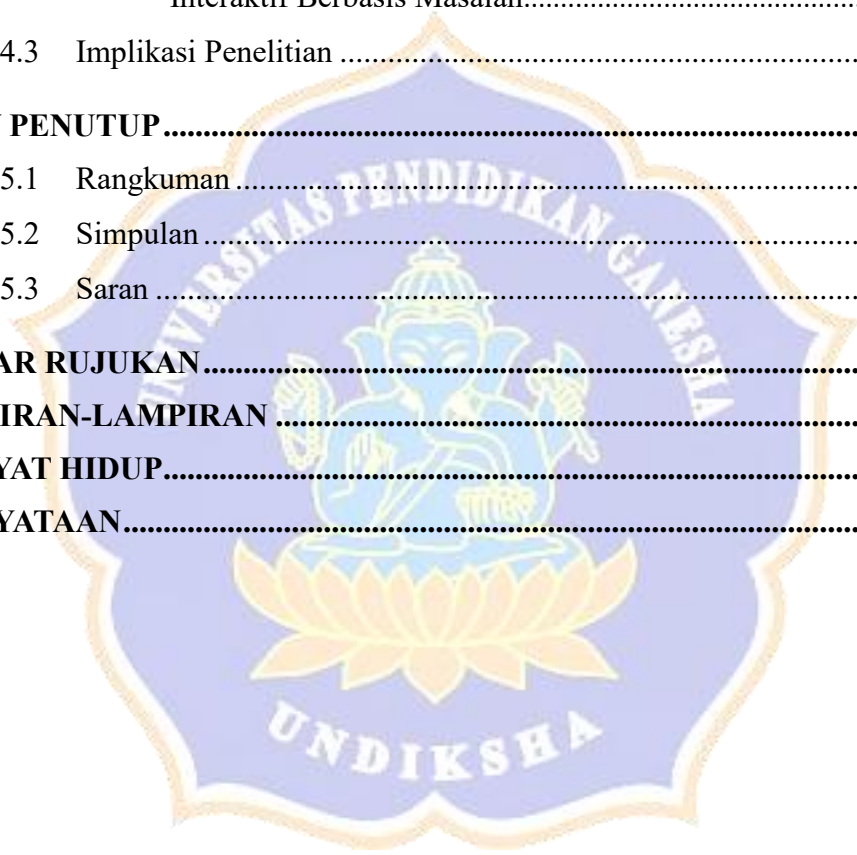 Interaktif Berbasis Masalah................................................
4.3 Implikasi Penelitian .......................................................................
PENUTUP...........................................................................................
5.1 Rangkuman....................................................................................
5.2 Simpulan........................................................................................
5.3 Saran ..............................................................................................
AR RUJUKAN......................................................................................
IRAN-LAMPIRAN .............................................................................
YAT HIDUP...........................................................................................
YATAAN................................................................................................
UNIVERSITAS PENDIDIKAN GANESHA
UNDIKSHA